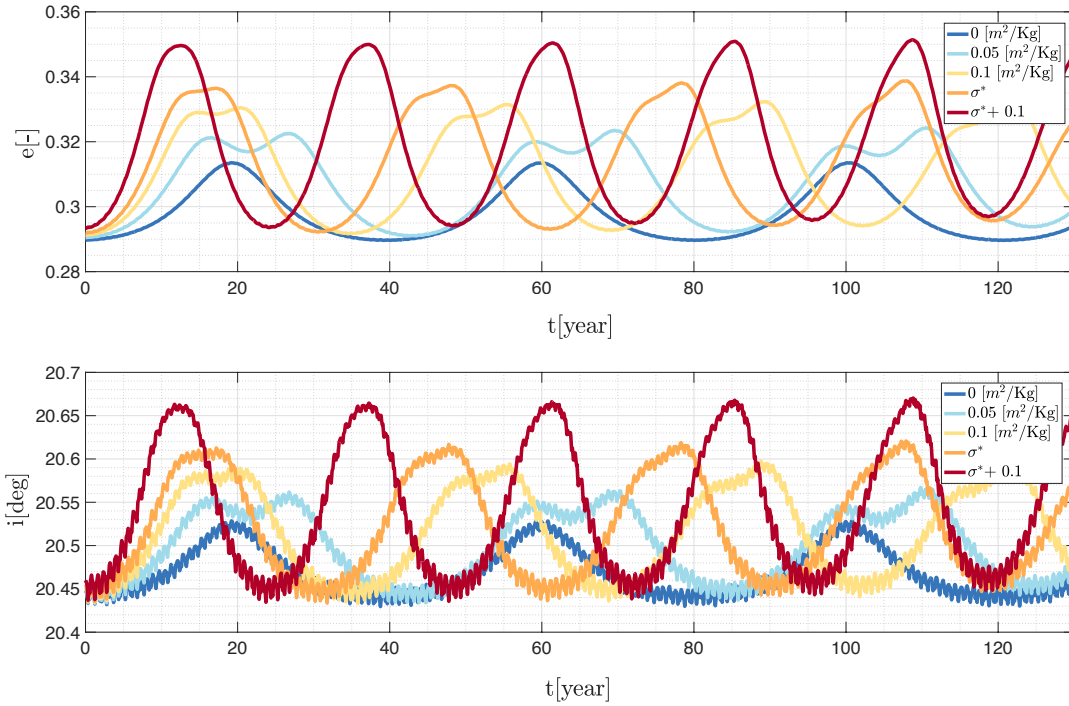 0.36
0.34
0.32
0.3
0.28
e[-]
0 [m²/Kg]
0.05 [m²/Kg]
0.1 [m²/Kg]
σ*
σ*+ 0.1
0 20 40 60 80 100 120
t[year]
20.7
20.65
20.6
20.55
20.5
20.45
20.4
i[deg]
0 [m²/Kg]
0.05 [m²/Kg]
0.1 [m²/Kg]
σ*
σ*+ 0.1
0 20 40 60 80 100 120
t[year]